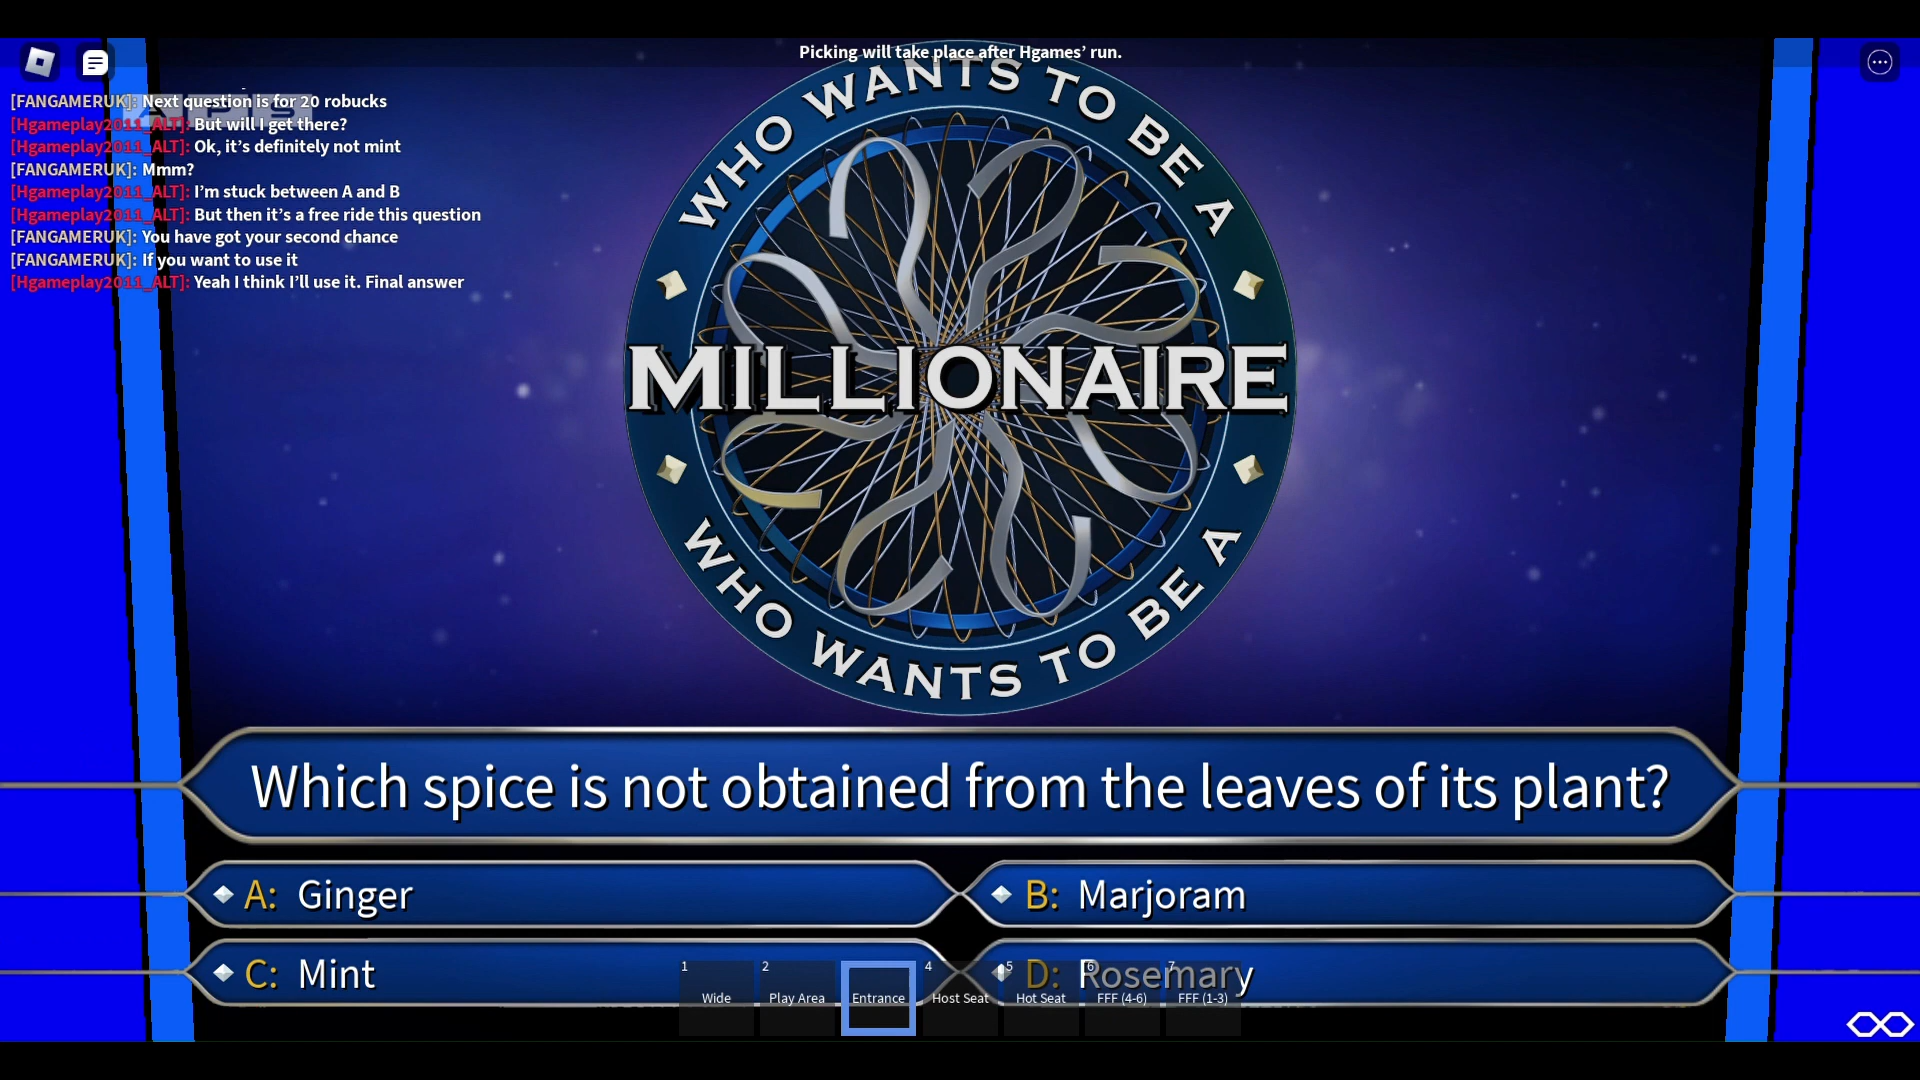 Picking will take place after Hgames’ run.
[FANGAMERUK]: Next question is for 20 robucks
[Hgameplay2011_ALT]: But will I get there?
[Hgameplay2011_ALT]: Ok, it’s definitely not mint
[FANGAMERUK]: Mmm?
[Hgameplay2011_ALT]: I’m stuck between A and B
[Hgameplay2011_ALT]: But then it’s a free ride this question
[FANGAMERUK]: You have got your second chance
[FANGAMERUK]: If you want to use it
[Hgameplay2011_ALT]: Yeah I think I’ll use it. Final answer
WHO WANTS TO BE A
MILLIONAIRE
WHO WANTS TO BE A
Which spice is not obtained from the leaves of its plant?
A: Ginger
B: Marjoram
C: Mint
D: Rosemary
1 Wide
2 Play Area
Entrance
4 Host Seat
5 Hot Seat
6 FFF (4-6)
7 FFF (1-3)